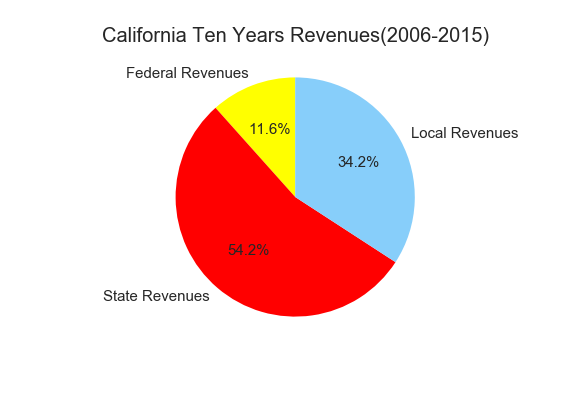 California Ten Years Revenues(2006-2015)
Federal Revenues
11.6%
Local Revenues
34.2%
54.2%
State Revenues